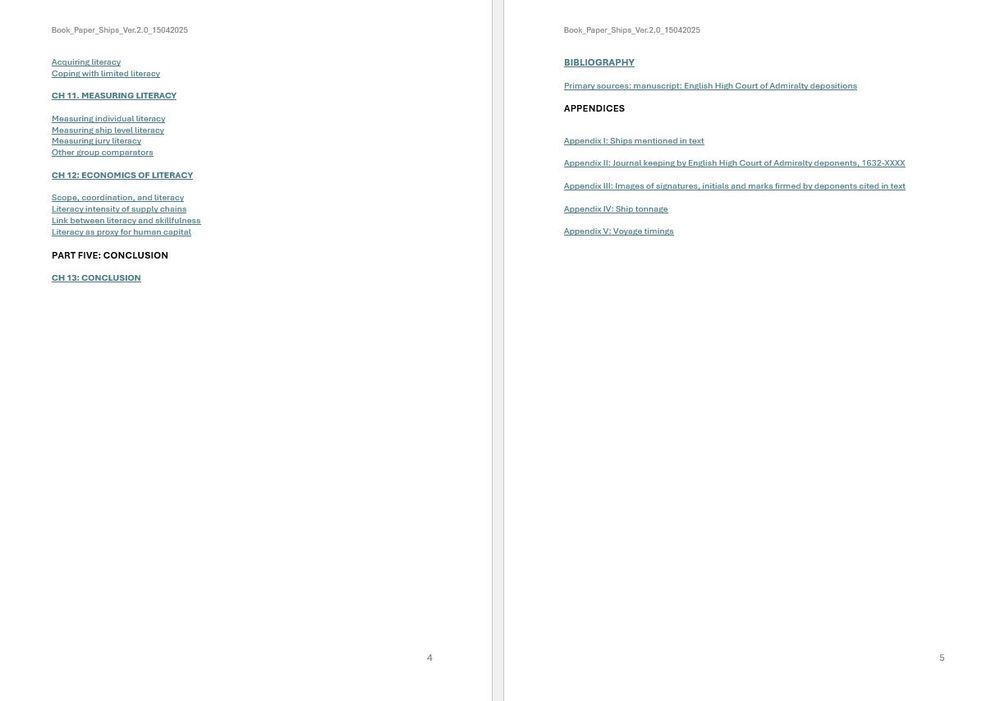 Book_Paper_Ships_Ver.2.0_15042025
Acquiring literacy
Coping with limited literacy
CH 11. MEASURING LITERACY
Measuring individual literacy
Measuring ship level literacy
Measuring jury literacy
Other group comparators
CH 12: ECONOMICS OF LITERACY
Scope, coordination, and literacy
Literacy intensity of supply chains
Link between literacy and skillfulness
Literacy as proxy for human capital
PART FIVE: CONCLUSION
CH 13: CONCLUSION
4
Book_Paper_Ships_Ver.2.0_15042025
BIBLIOGRAPHY
Primary sources: manuscript: English High Court of Admiralty depositions
APPENDICES
Appendix I: Ships mentioned in text
Appendix II: Journal keeping by English High Court of Admiralty deponents, 1632-XXXX
Appendix III: Images of signatures, initials and marks firmed by deponents cited in text
Appendix IV: Ship tonnage
Appendix V: Voyage timings
5